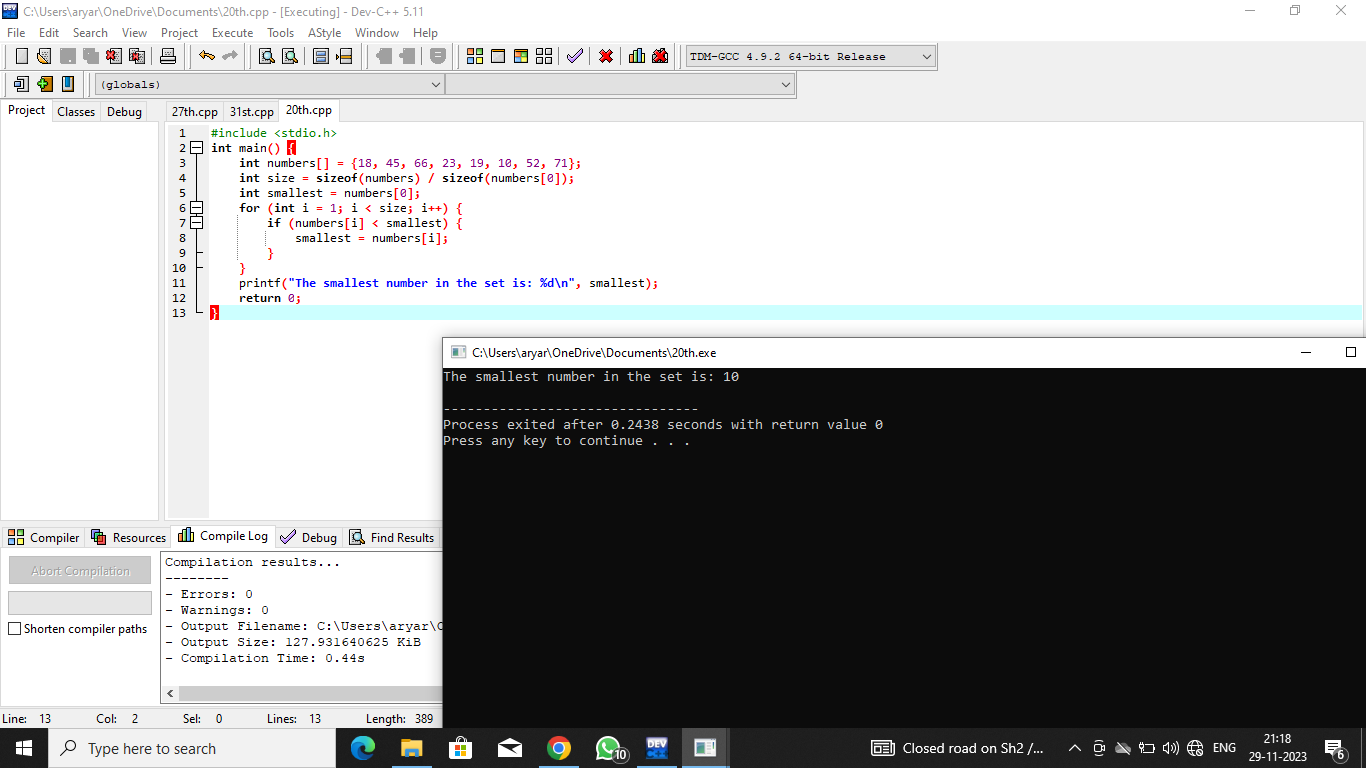 C:\Users\aryar\OneDrive\Documents\20th.cpp - [Executing] - Dev-C++ 5.11
File Edit Search View Project Execute Tools AStyle Window Help
TDM-GCC 4.9.2 64-bit Release
(globals)
Project Classes Debug 27th.cpp 31st.cpp 20th.cpp
1 #include <stdio.h>
2 int main() {
3     int numbers[] = {18, 45, 66, 23, 19, 10, 52, 71};
4     int size = sizeof(numbers) / sizeof(numbers[0]);
5     int smallest = numbers[0];
6     for (int i = 1; i < size; i++) {
7         if (numbers[i] < smallest) {
8             smallest = numbers[i];
9         }
10     }
11     printf("The smallest number in the set is: %d\n", smallest);
12     return 0;
13 }
C:\Users\aryar\OneDrive\Documents\20th.exe
The smallest number in the set is: 10
--------------------------------
Process exited after 0.2438 seconds with return value 0
Press any key to continue . . .
Compiler Resources Compile Log Debug Find Results
Abort Compilation
Shorten compiler paths
Compilation results...
--------
- Errors: 0
- Warnings: 0
- Output Filename: C:\Users\aryar\O
- Output Size: 127.931640625 KiB
- Compilation Time: 0.44s
Line: 13 Col: 2 Sel: 0 Lines: 13 Length: 389
Type here to search
10
DEV
Closed road on Sh2 /...
ENG
21:18
29-11-2023
6